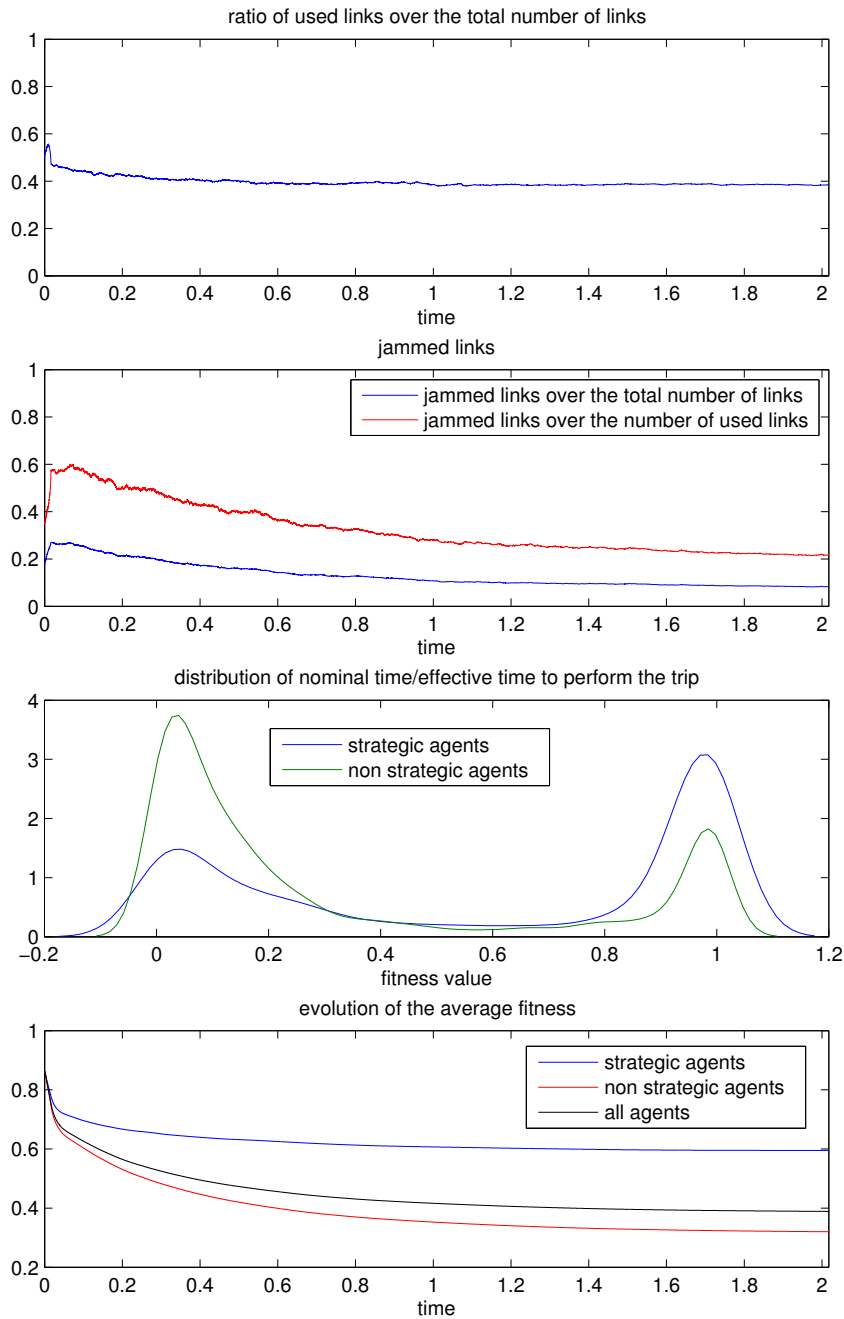 ratio of used links over the total number of links
1
0.8
0.6
0.4
0.2
0
0 0.2 0.4 0.6 0.8 1 1.2 1.4 1.6 1.8 2
time
jammed links
1
0.8
0.6
0.4
0.2
0
jammed links over the total number of links
jammed links over the number of used links
0 0.2 0.4 0.6 0.8 1 1.2 1.4 1.6 1.8 2
time
distribution of nominal time/effective time to perform the trip
4
3
2
1
0
strategic agents
non strategic agents
−0.2 0 0.2 0.4 0.6 0.8 1 1.2
fitness value
evolution of the average fitness
1
0.8
0.6
0.4
0.2
strategic agents
non strategic agents
all agents
0 0.2 0.4 0.6 0.8 1 1.2 1.4 1.6 1.8 2
time